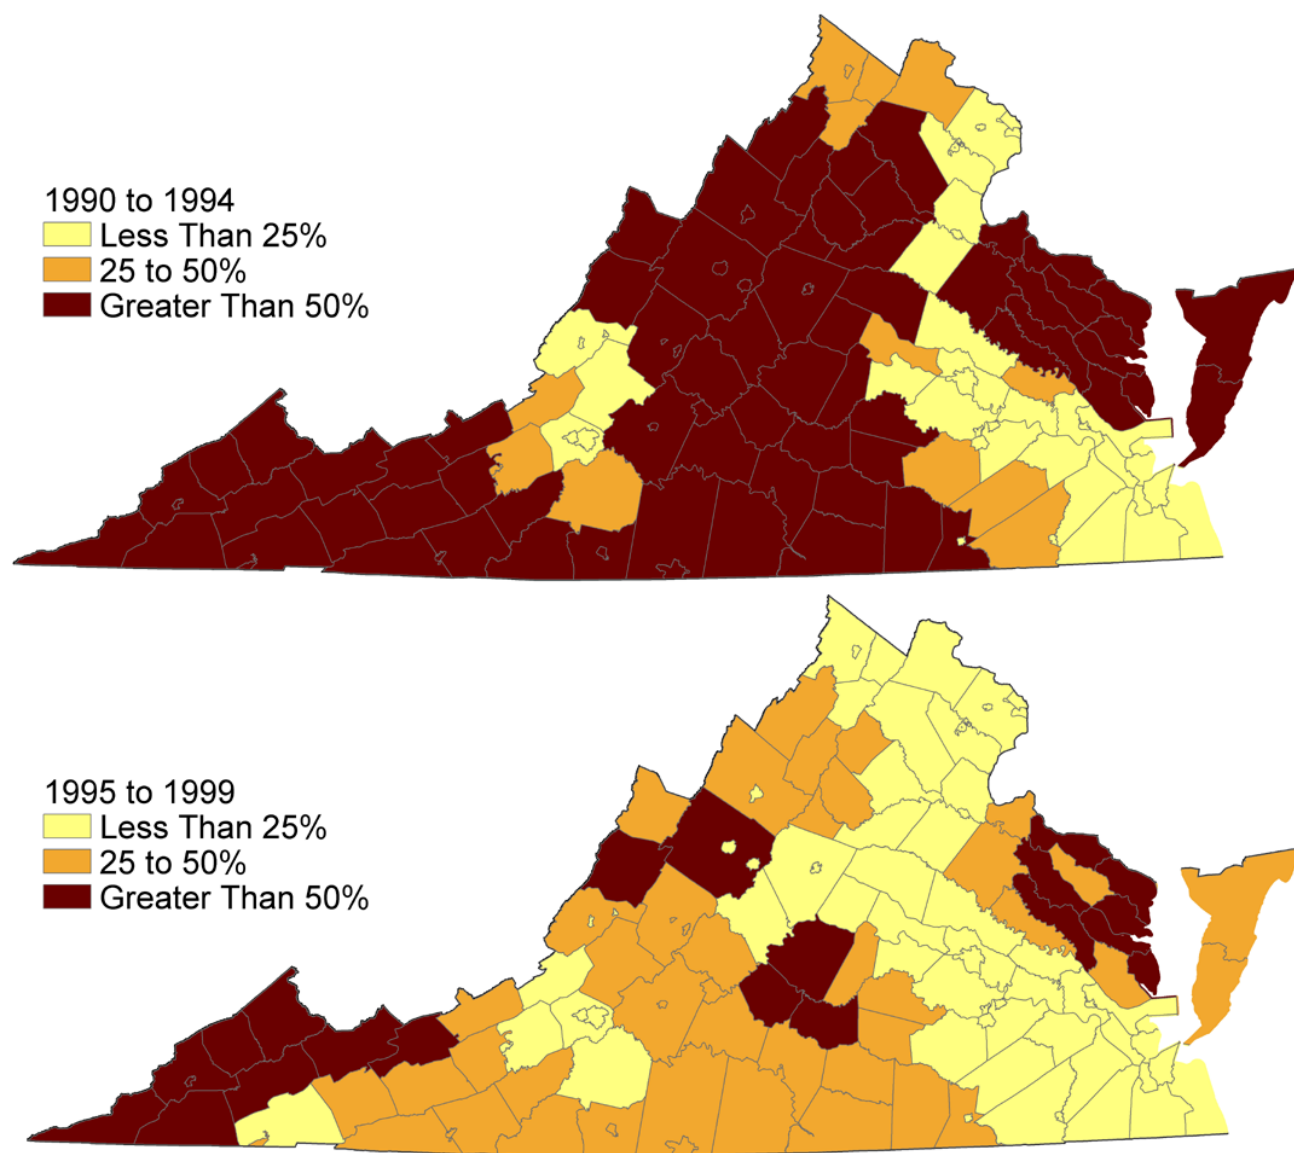 1990 to 1994
Less Than 25%
25 to 50%
Greater Than 50%
1995 to 1999
Less Than 25%
25 to 50%
Greater Than 50%